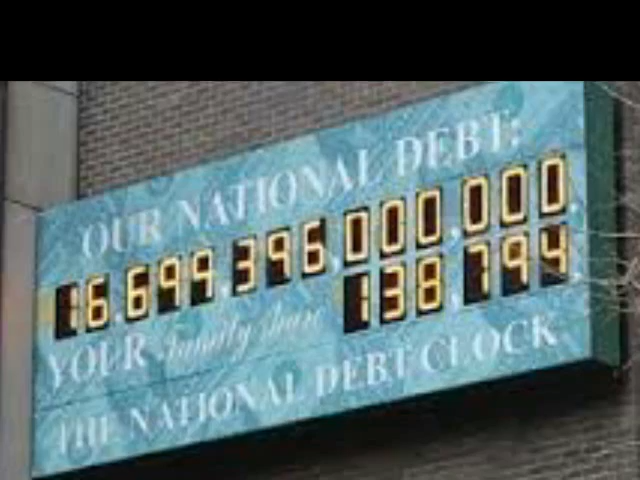 OUR NATIONAL DEBT:
16,699,396,000,000
YOUR family share 138,794
THE NATIONAL DEBT CLOCK